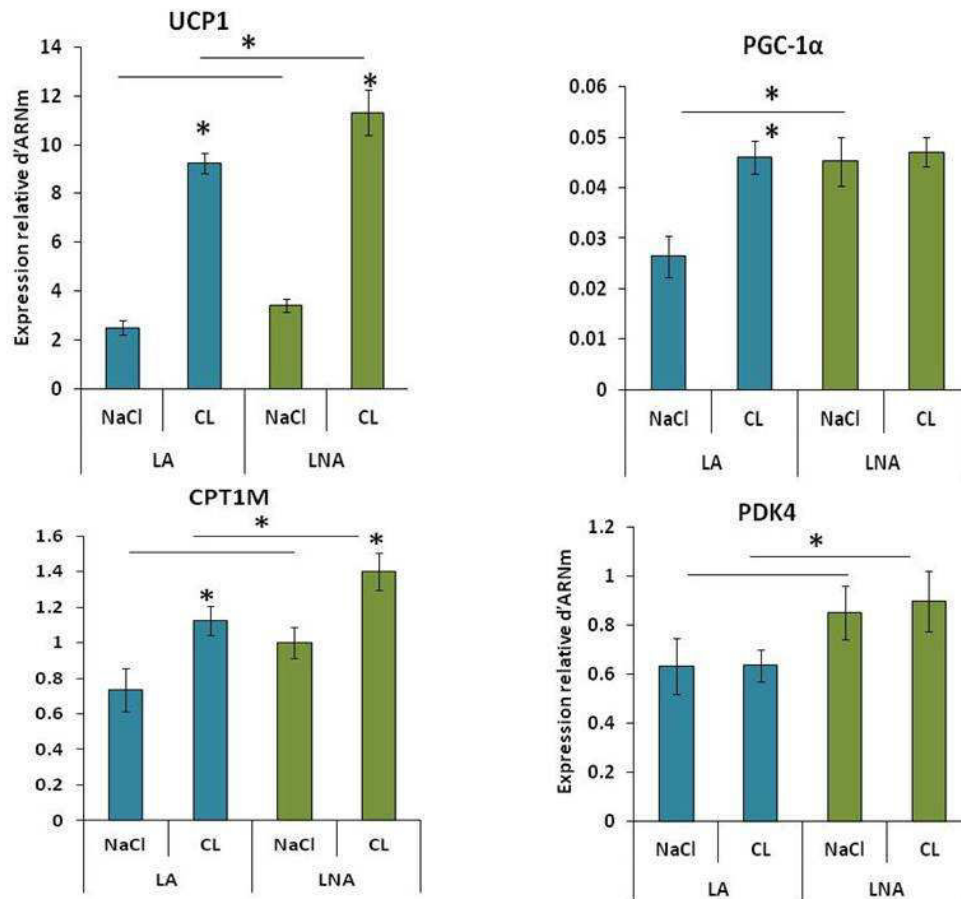 UCP1
*
*
*
Expression relative d'ARNm
14
12
10
8
6
4
2
0
NaCl CL NaCl CL
LA LNA
PGC-1α
*
*
0.06
0.05
0.04
0.03
0.02
0.01
0
NaCl CL NaCl CL
LA LNA
CPT1M
*
*
*
1.6
1.4
1.2
1
0.8
0.6
0.4
0.2
0
NaCl CL NaCl CL
LA LNA
PDK4
*
Expression relative d'ARNm
1.2
1
0.8
0.6
0.4
0.2
0
NaCl CL NaCl CL
LA LNA